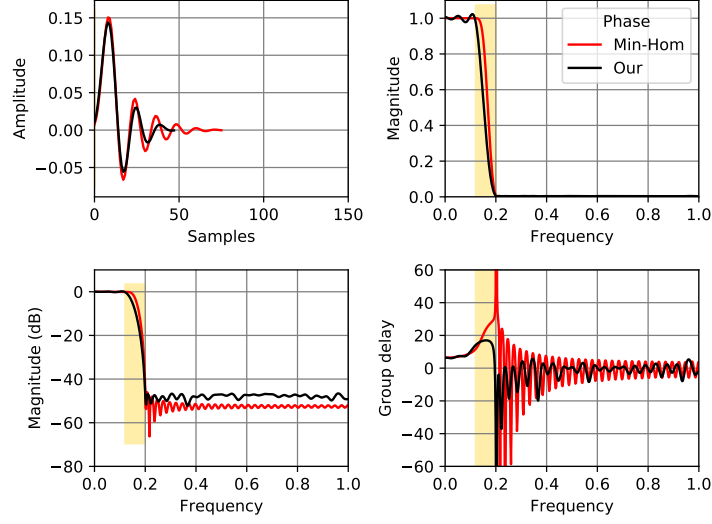 0.15
0.10
0.05
0.00
−0.05
0 50 100 150
Amplitude
Samples
1.0
0.8
0.6
0.4
0.2
0.0
0.0 0.2 0.4 0.6 0.8 1.0
Magnitude
Frequency
Phase
Min-Hom
Our
0
−20
−40
−60
−80
0.0 0.2 0.4 0.6 0.8 1.0
Magnitude (dB)
Frequency
60
40
20
0
−20
−40
−60
0.0 0.2 0.4 0.6 0.8 1.0
Group delay
Frequency